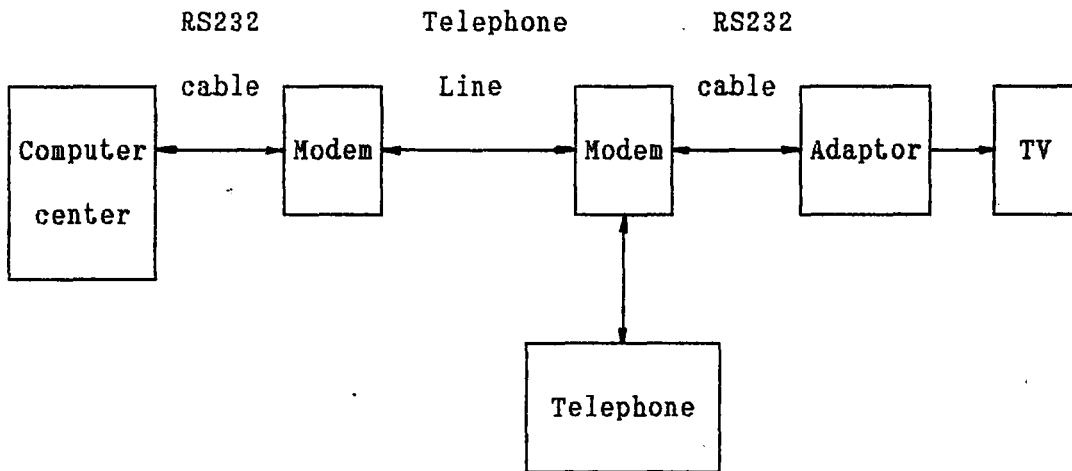 RS232 Telephone RS232
cable Line cable
Computer Modem Modem Adaptor TV
center
Telephone